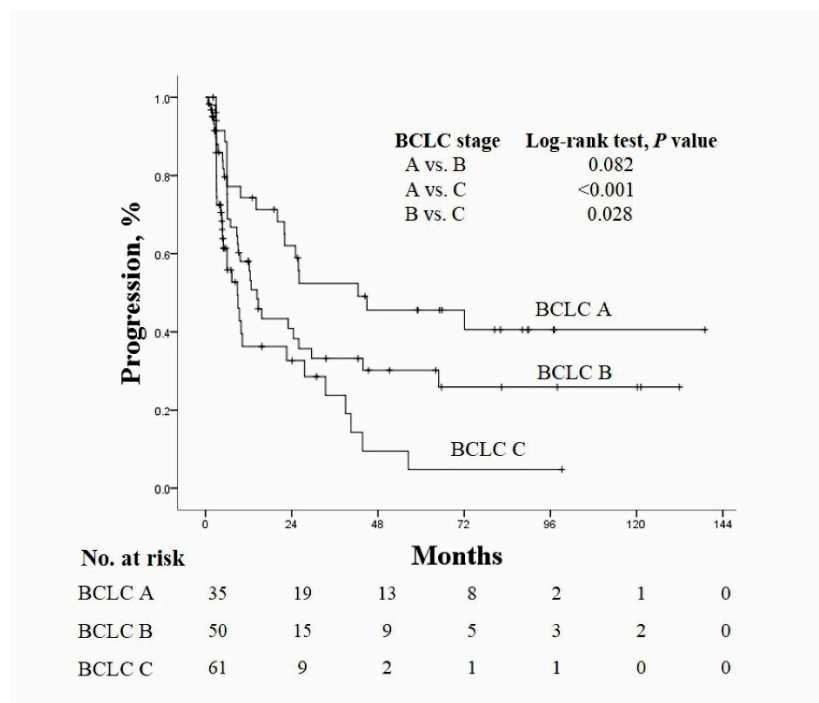 Progression, %
1.0
0.8
0.6
0.4
0.2
0.0
BCLC stage Log-rank test, P value
A vs. B 0.082
A vs. C <0.001
B vs. C 0.028
BCLC A
BCLC B
BCLC C
0 24 48 72 96 120 144
Months
No. at risk
BCLC A 35 19 13 8 2 1 0
BCLC B 50 15 9 5 3 2 0
BCLC C 61 9 2 1 1 0 0